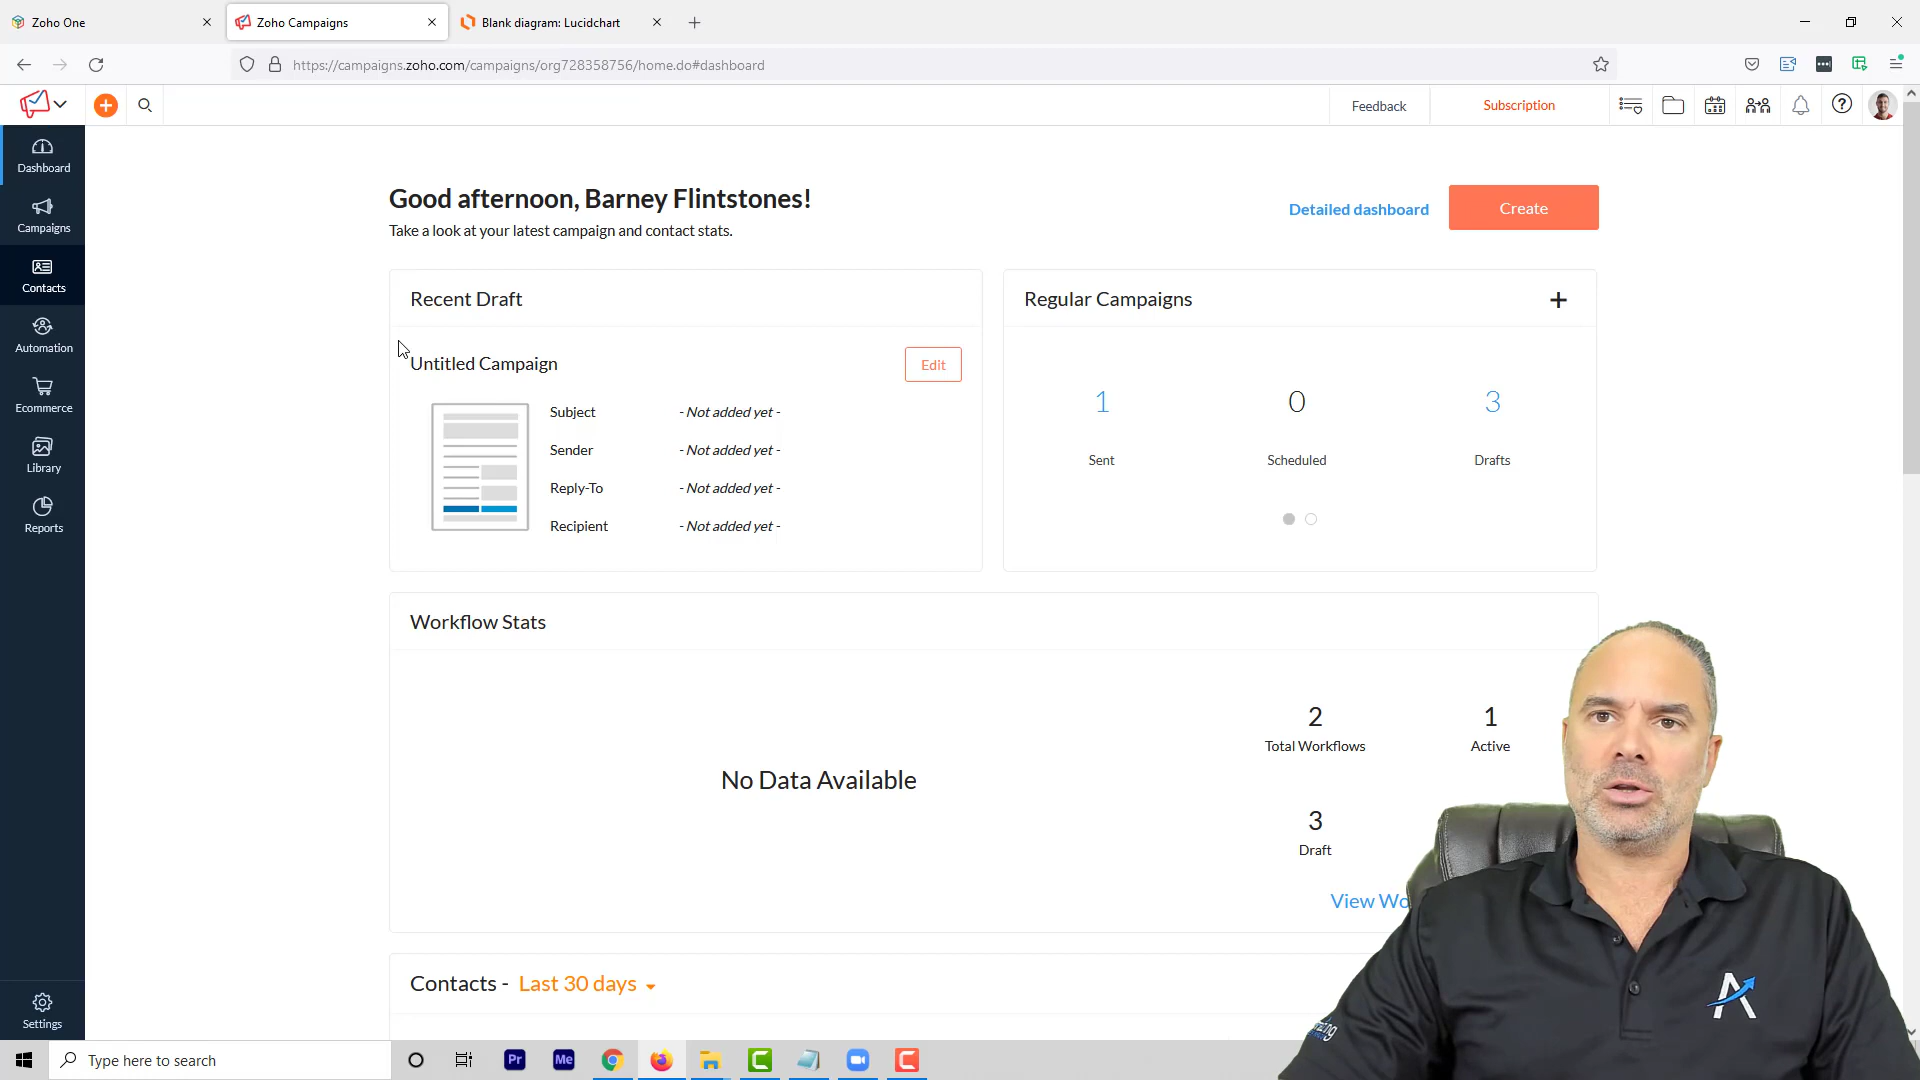 Zoho One
Zoho Campaigns
Blank diagram: Lucidchart
https://campaigns.zoho.com/campaigns/org728358756/home.do#dashboard
Feedback
Subscription
Dashboard
Campaigns
Contacts
Automation
Ecommerce
Library
Reports
Settings
Good afternoon, Barney Flintstones!
Take a look at your latest campaign and contact stats.
Detailed dashboard
Create
Recent Draft
Untitled Campaign
Edit
Subject - Not added yet -
Sender - Not added yet -
Reply-To - Not added yet -
Recipient - Not added yet -
Regular Campaigns
1 0 3
Sent Scheduled Drafts
Workflow Stats
No Data Available
2 1
Total Workflows Active
3
Draft
View Wo
Contacts - Last 30 days
Type here to search
Pr
Me